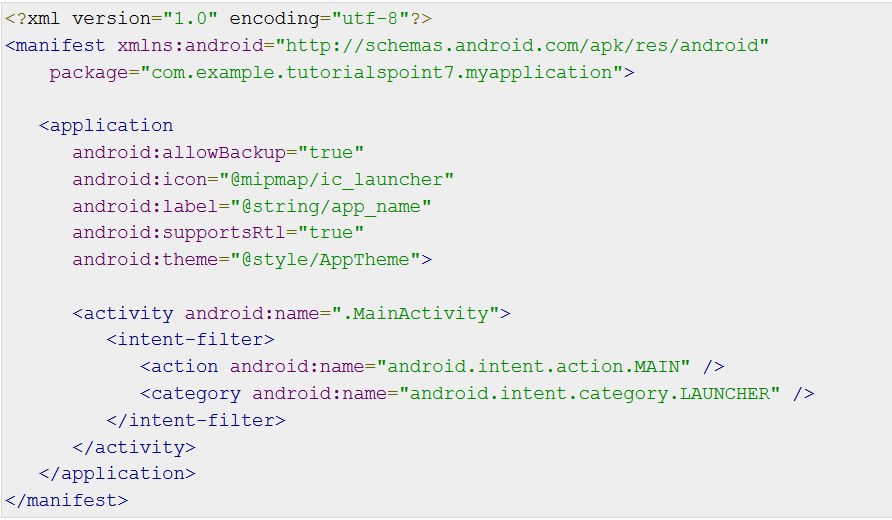 <?xml version="1.0" encoding="utf-8"?>
<manifest xmlns:android="http://schemas.android.com/apk/res/android"
    package="com.example.tutorialspoint7.myapplication">

   <application
      android:allowBackup="true"
      android:icon="@mipmap/ic_launcher"
      android:label="@string/app_name"
      android:supportsRtl="true"
      android:theme="@style/AppTheme">

      <activity android:name=".MainActivity">
         <intent-filter>
            <action android:name="android.intent.action.MAIN" />
            <category android:name="android.intent.category.LAUNCHER" />
         </intent-filter>
      </activity>
   </application>
</manifest>